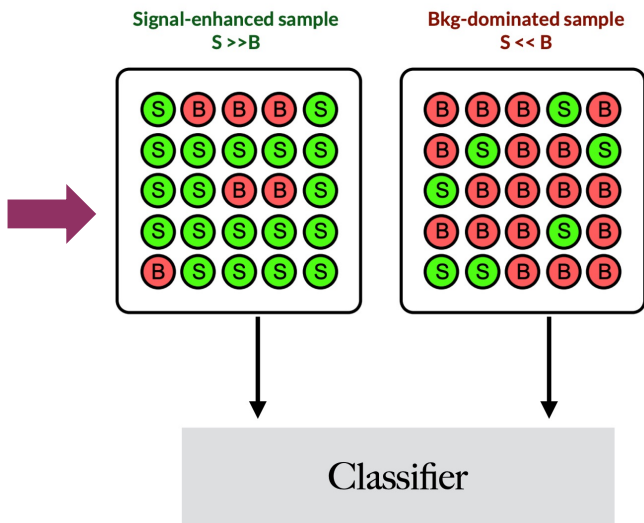 Signal-enhanced sample
S >>B
Bkg-dominated sample
S << B
S B B B S
S S S S S
S S B B S
S S S S S
B S S S S
B B B S B
B S B B S
S B B B B
B B B S B
S S B B B
Classifier